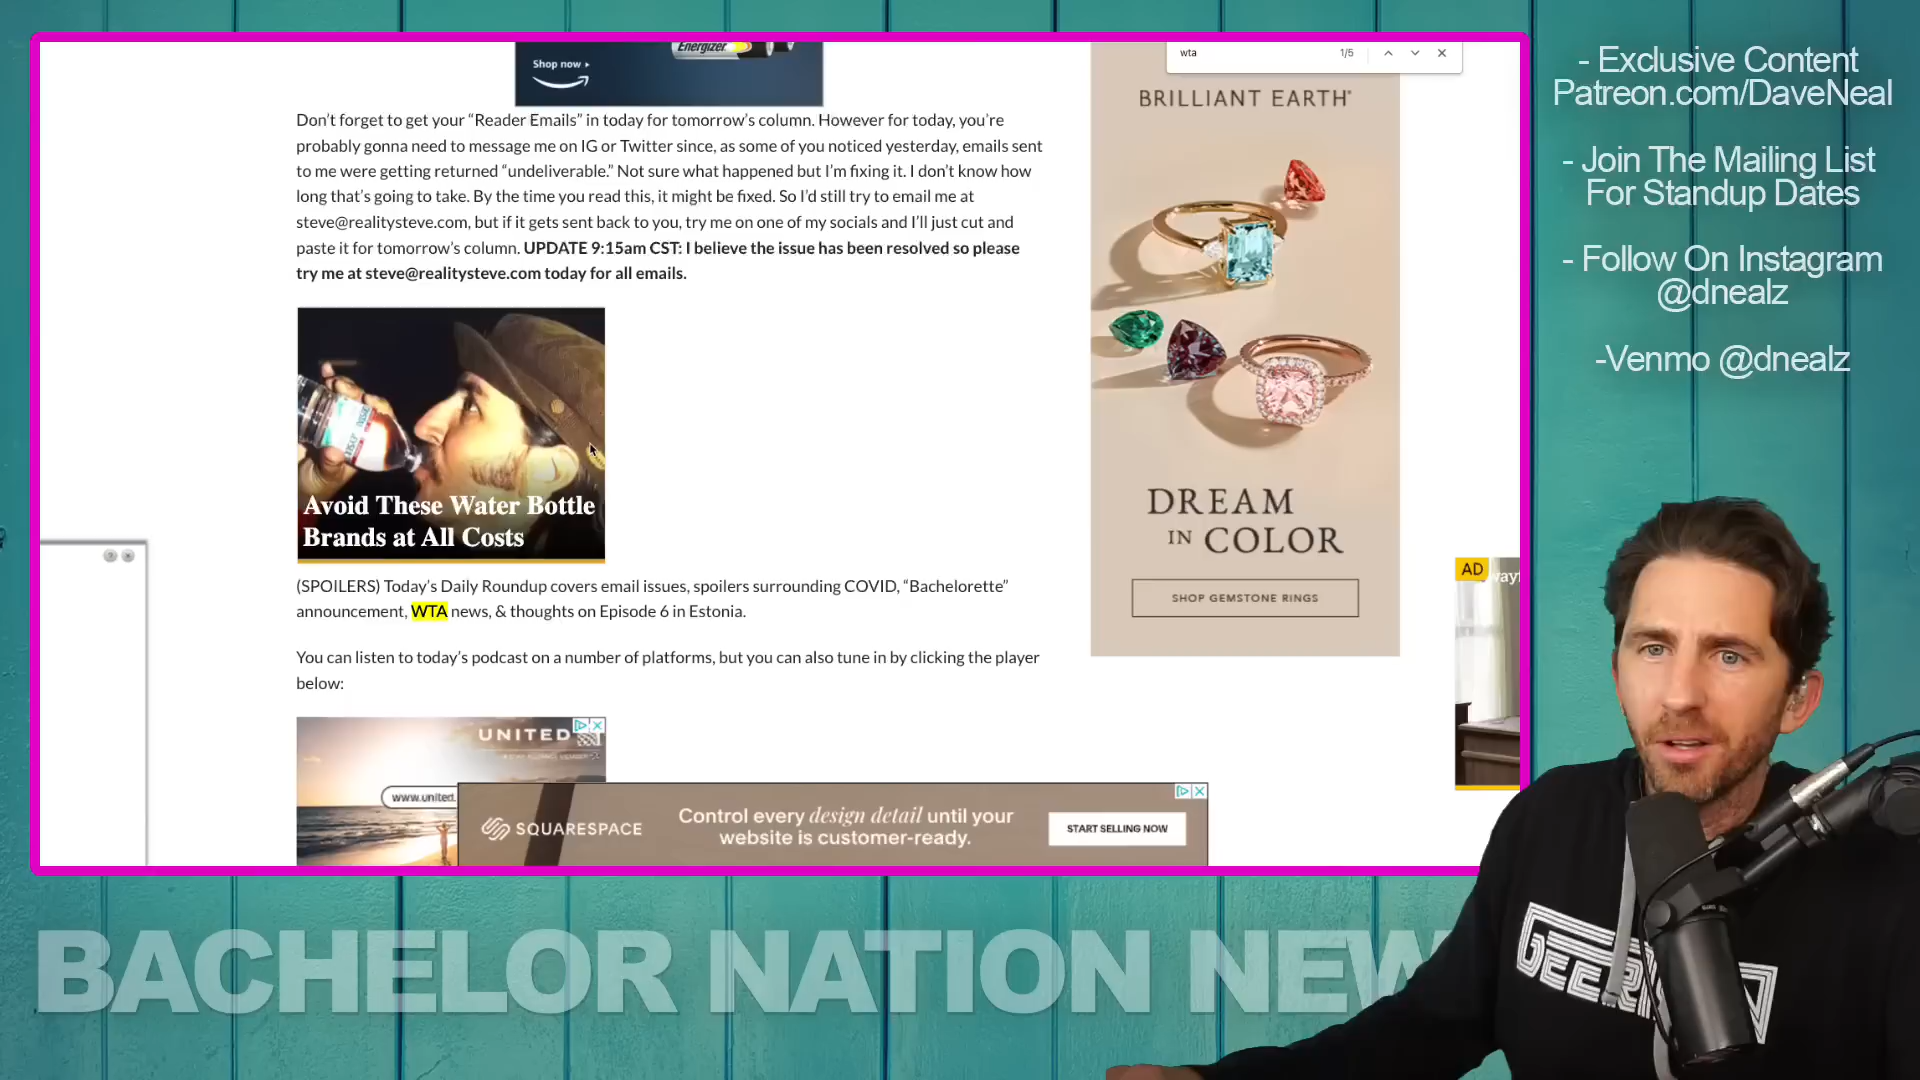 Energizer
Shop now ▸
wta
1/5
BRILLIANT EARTH
Don’t forget to get your “Reader Emails” in today for tomorrow’s column. However for today, you’re
probably gonna need to message me on IG or Twitter since, as some of you noticed yesterday, emails sent
to me were getting returned “undeliverable.” Not sure what happened but I’m fixing it. I don’t know how
long that’s going to take. By the time you read this, it might be fixed. So I’d still try to email me at
steve@realitysteve.com, but if it gets sent back to you, try me on one of my socials and I’ll just cut and
paste it for tomorrow’s column. UPDATE 9:15am CST: I believe the issue has been resolved so please
try me at steve@realitysteve.com today for all emails.
Avoid These Water Bottle
Brands at All Costs
(SPOILERS) Today’s Daily Roundup covers email issues, spoilers surrounding COVID, “Bachelorette”
announcement, WTA news, & thoughts on Episode 6 in Estonia.
You can listen to today’s podcast on a number of platforms, but you can also tune in by clicking the player
below:
DREAM
IN COLOR
SHOP GEMSTONE RINGS
AD
UNITED
www.united.
SQUARESPACE
Control every design detail until your
website is customer-ready.
START SELLING NOW
- Exclusive Content
Patreon.com/DaveNeal
- Join The Mailing List
For Standup Dates
- Follow On Instagram
@dnealz
-Venmo @dnealz
BACHELOR NATION NEW